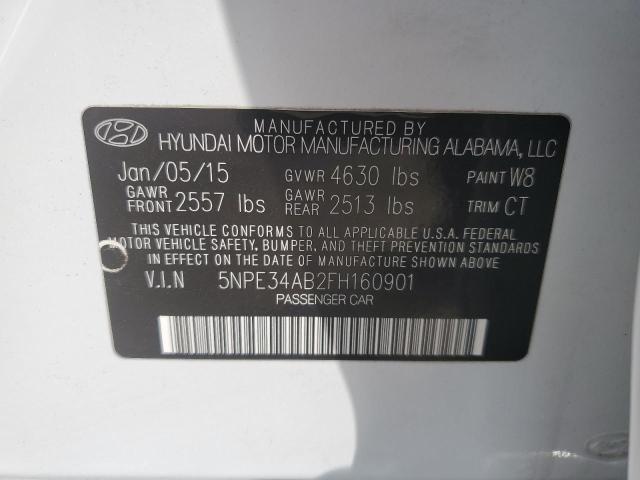 MANUFACTURED BY
HYUNDAI MOTOR MANUFACTURING ALABAMA, LLC
Jan/05/15 GVWR 4630 lbs PAINT W8
GAWR FRONT 2557 lbs GAWR REAR 2513 lbs TRIM CT
THIS VEHICLE CONFORMS TO ALL APPLICABLE U.S.A. FEDERAL
MOTOR VEHICLE SAFETY, BUMPER, AND THEFT PREVENTION STANDARDS
IN EFFECT ON THE DATE OF MANUFACTURE SHOWN ABOVE
V.I.N 5NPE34AB2FH160901
PASSENGER CAR